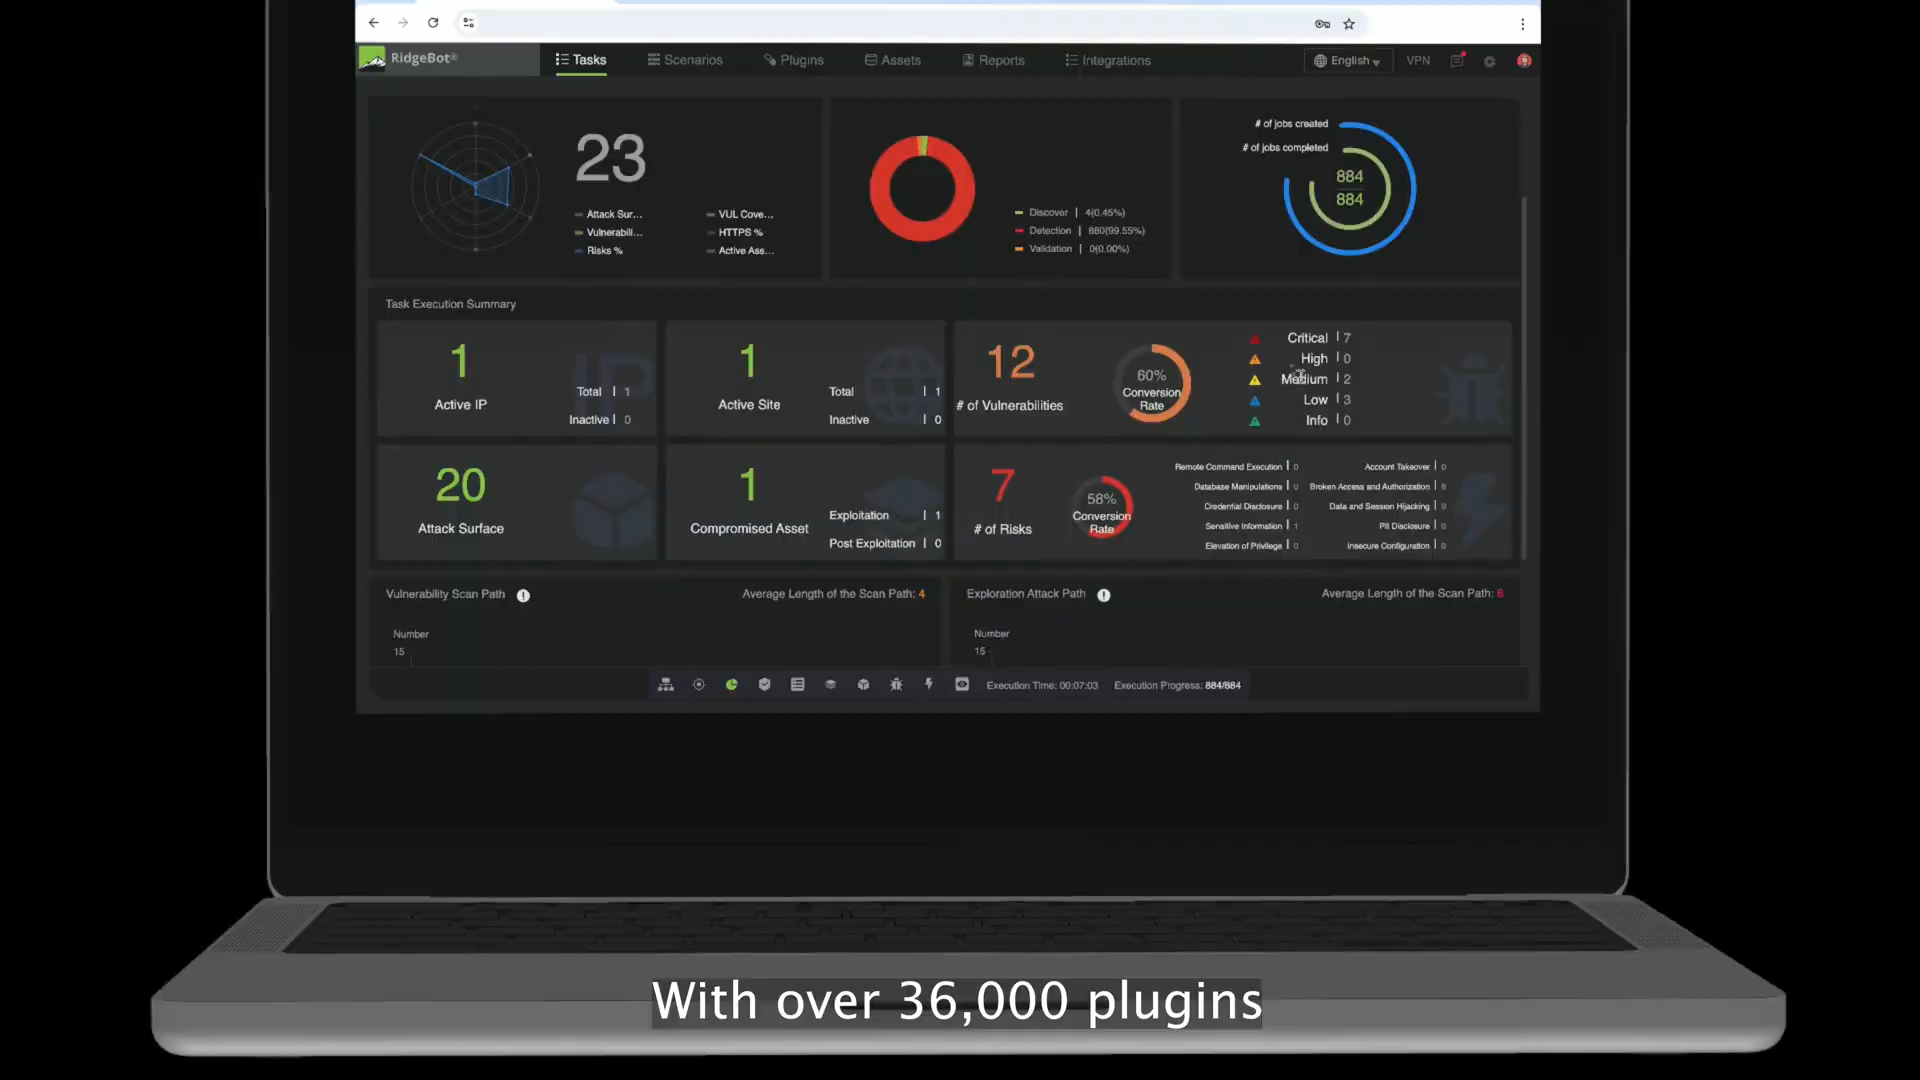 RidgeBot®
Tasks
Scenarios
Plugins
Assets
Reports
Integrations
English
VPN
23
Attack Sur...
VUL Cove...
Vulnerabili...
HTTPS %
Risks %
Active Ass...
Discover | 4(0.45%)
Detection | 880(99.55%)
Validation | 0(0.00%)
# of jobs created
# of jobs completed
884
884
Task Execution Summary
1
Active IP
Total | 1
Inactive | 0
1
Active Site
Total | 1
Inactive | 0
12
# of Vulnerabilities
60%
Conversion
Rate
Critical | 7
High | 0
Medium | 2
Low | 3
Info | 0
20
Attack Surface
1
Compromised Asset
Exploitation | 1
Post Exploitation | 0
7
# of Risks
58%
Conversion
Rate
Remote Command Execution | 0
Account Takeover | 0
Database Manipulations | 0
Broken Access and Authorization | 6
Credential Disclosure | 0
Data and Session Hijacking | 0
Sensitive Information | 1
PII Disclosure | 0
Elevation of Privilege | 0
Insecure Configuration | 0
Vulnerability Scan Path
Average Length of the Scan Path: 4
Number
15
Exploration Attack Path
Average Length of the Scan Path: 6
Number
15
Execution Time: 00:07:03
Execution Progress: 884/884
With over 36,000 plugins